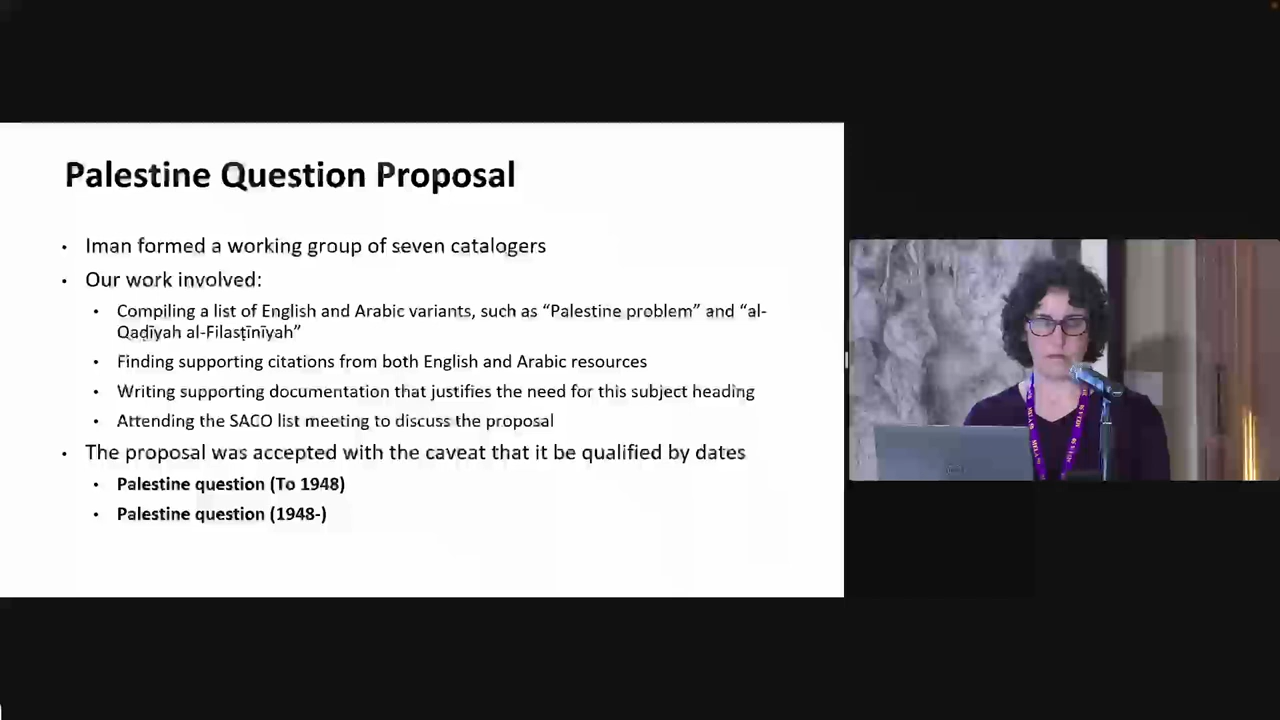 Palestine Question Proposal
• Iman formed a working group of seven catalogers
• Our work involved:
• Compiling a list of English and Arabic variants, such as “Palestine problem” and “al-
Qaḍīyah al-Filasṭīnīyah”
• Finding supporting citations from both English and Arabic resources
• Writing supporting documentation that justifies the need for this subject heading
• Attending the SACO list meeting to discuss the proposal
• The proposal was accepted with the caveat that it be qualified by dates
• Palestine question (To 1948)
• Palestine question (1948-)